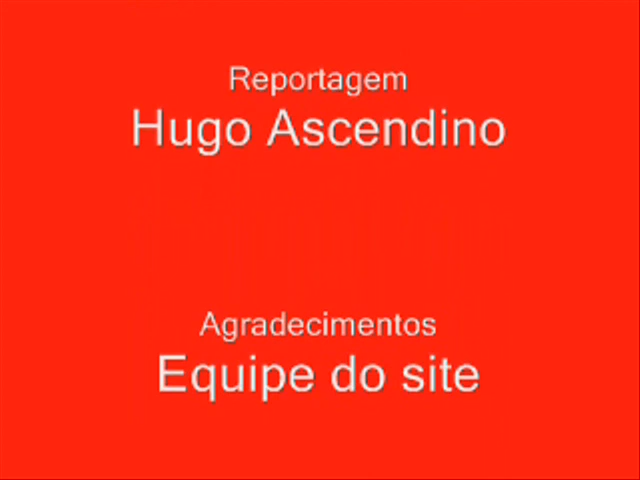 Reportagem
Hugo Ascendino
Agradecimentos
Equipe do site